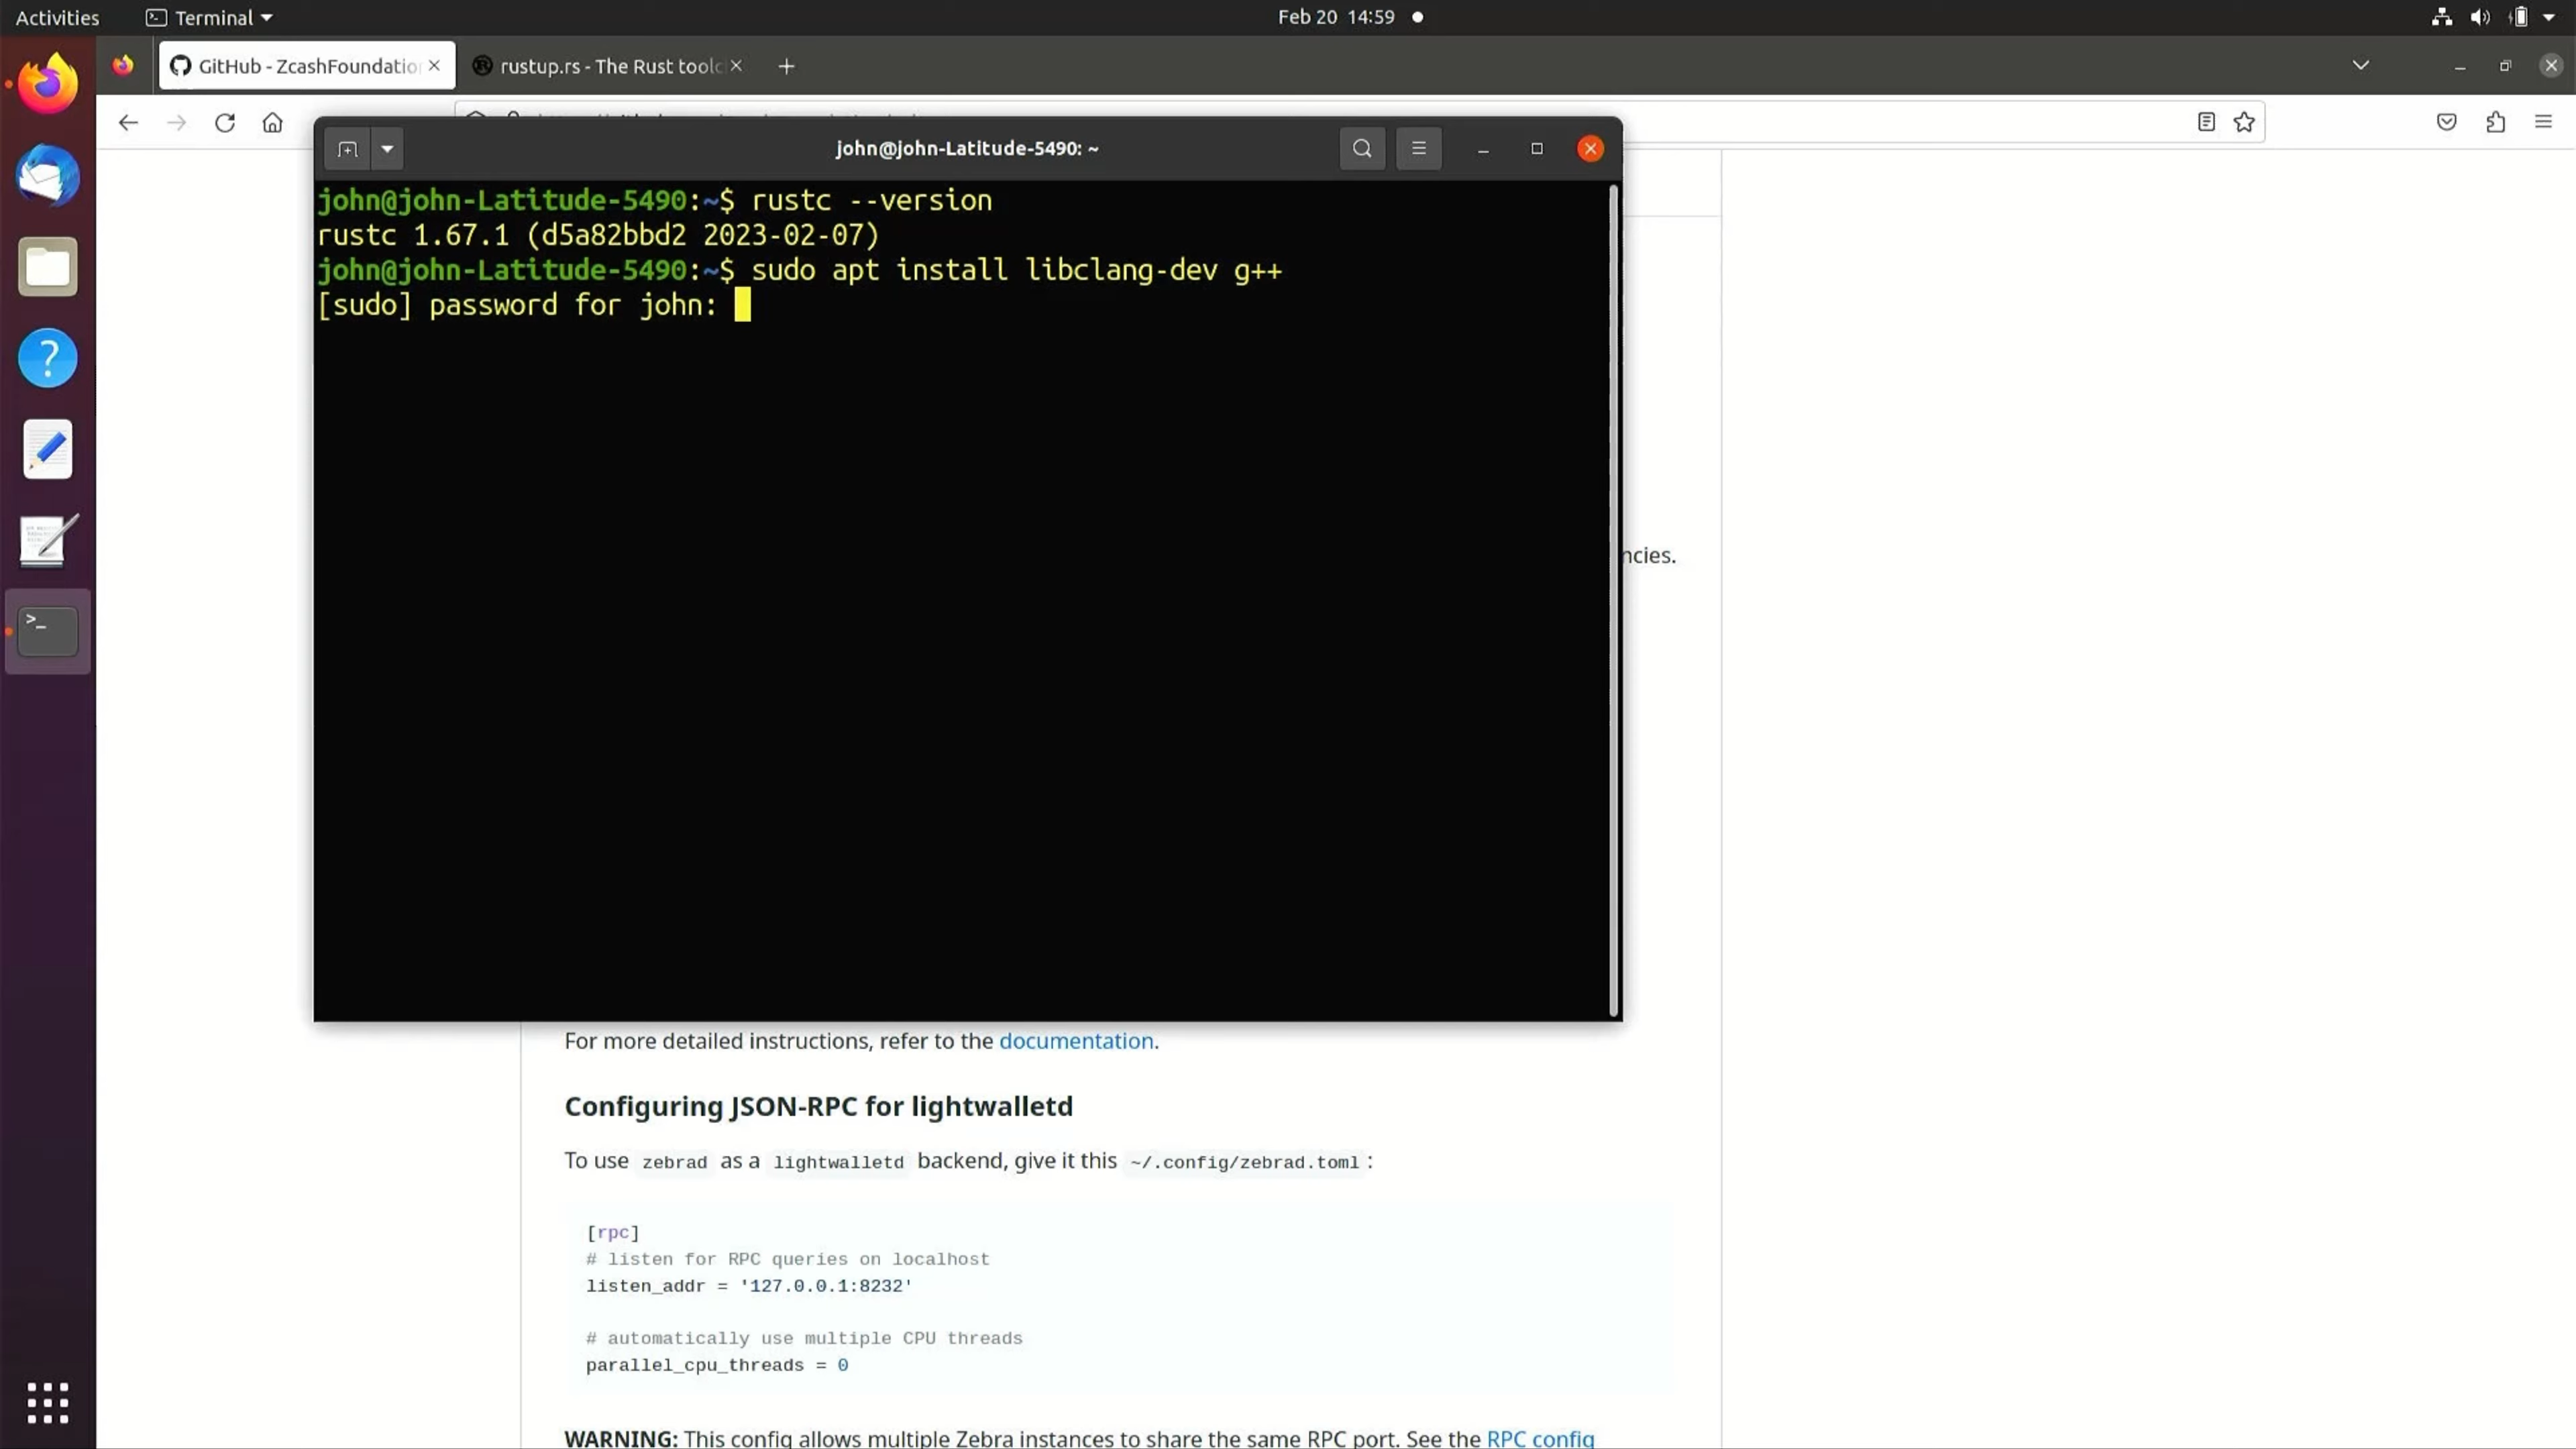 Activities Terminal Feb 20 14:59
GitHub - ZcashFoundatio rustup.rs - The Rust toolc
john@john-Latitude-5490: ~
john@john-Latitude-5490:~$ rustc --version
rustc 1.67.1 (d5a82bbd2 2023-02-07)
john@john-Latitude-5490:~$ sudo apt install libclang-dev g++
[sudo] password for john:
ncies.
For more detailed instructions, refer to the documentation.
Configuring JSON-RPC for lightwalletd
To use zebrad as a lightwalletd backend, give it this ~/.config/zebrad.toml :
[rpc]
# listen for RPC queries on localhost
listen_addr = '127.0.0.1:8232'
# automatically use multiple CPU threads
parallel_cpu_threads = 0
WARNING: This config allows multiple Zebra instances to share the same RPC port. See the RPC config